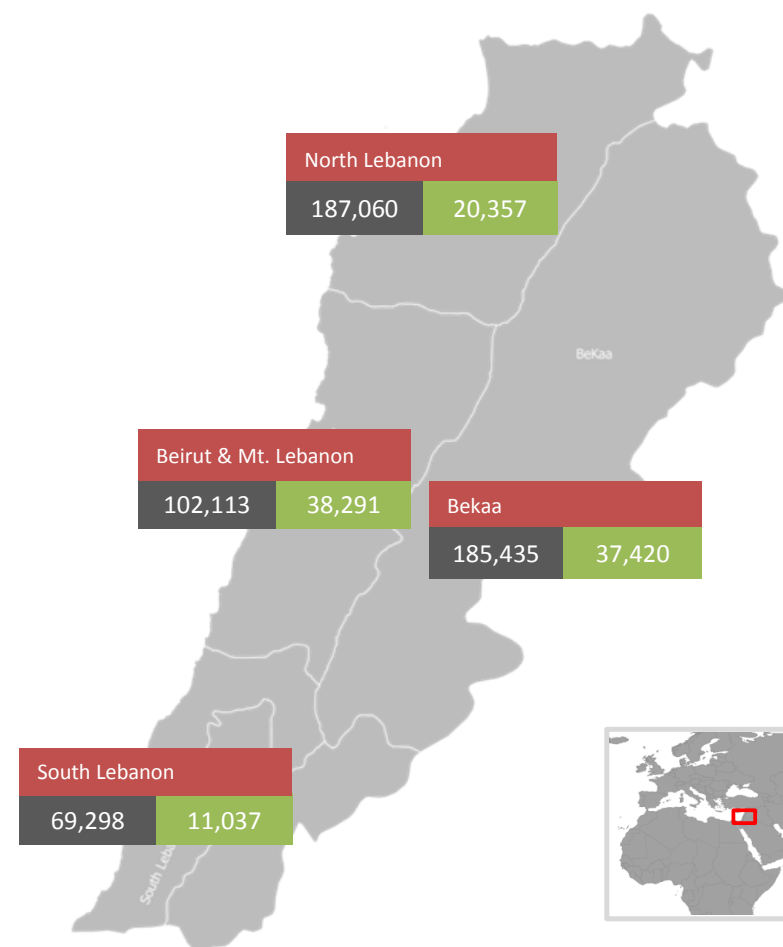 North Lebanon
187,060 20,357
BeKaa
Beirut & Mt. Lebanon
102,113 38,291
Bekaa
185,435 37,420
South Lebanon
69,298 11,037
South